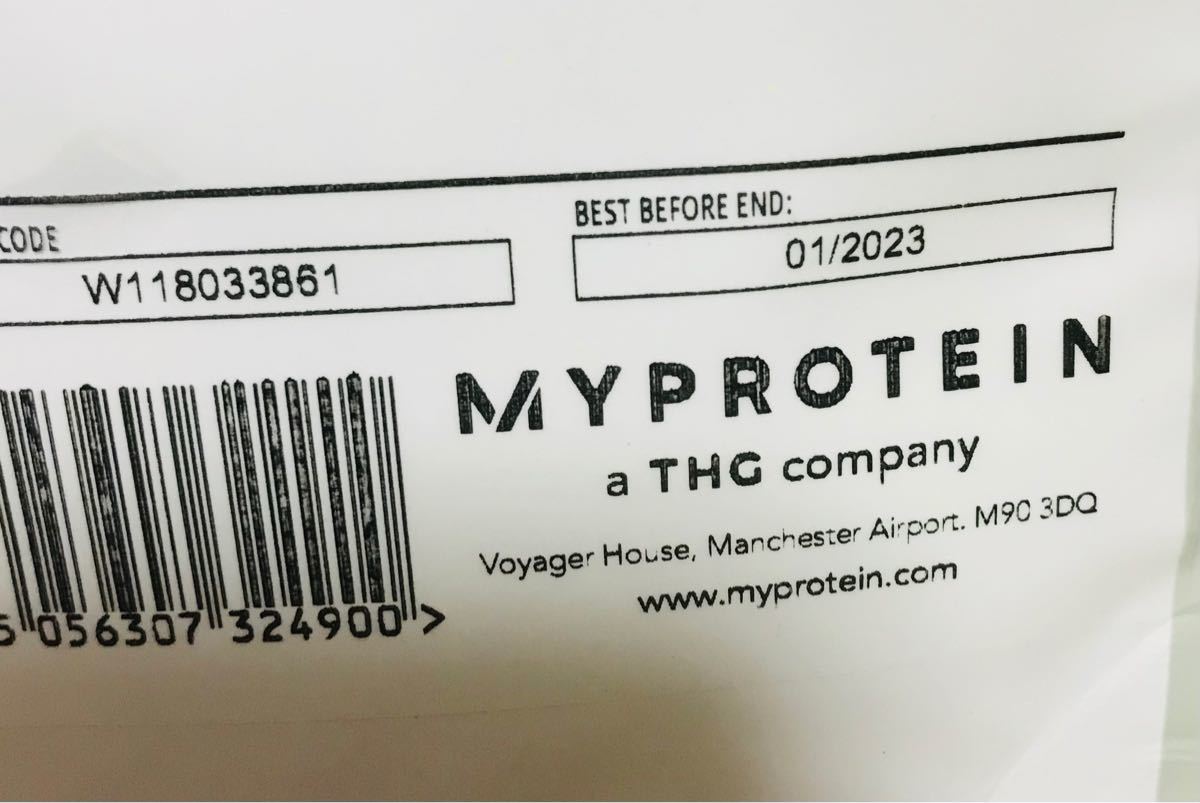 CODE
W118033861
BEST BEFORE END:
01/2023
MYPROTEIN
a THG company
Voyager House, Manchester Airport. M90 3DQ
www.myprotein.com
5 056307 324900 >